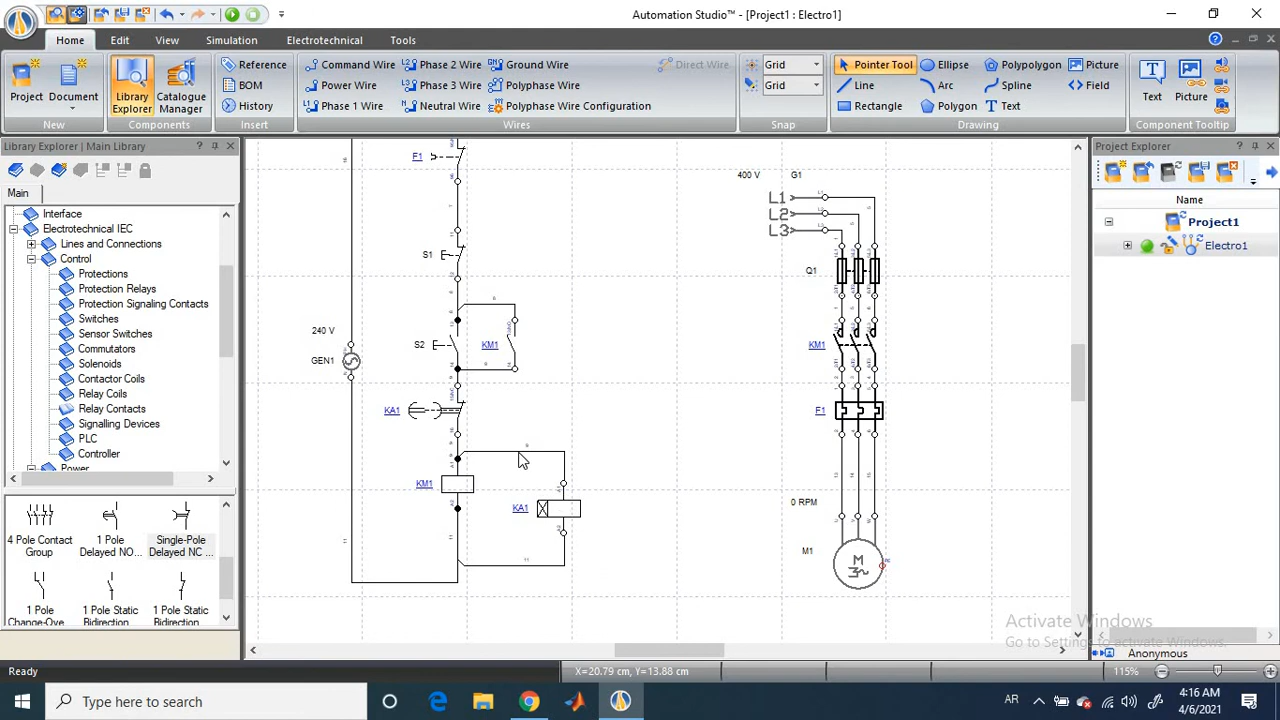 Automation Studio™ - [Project1 : Electro1]
Home Edit View Simulation Electrotechnical Tools
Project Document
New
Library Explorer Catalogue Manager
Components
Reference
BOM
History
Insert
Command Wire Phase 2 Wire Ground Wire Direct Wire
Power Wire Phase 3 Wire Polyphase Wire
Phase 1 Wire Neutral Wire Polyphase Wire Configuration
Wires
Grid
Grid
Snap
Pointer Tool Ellipse Polypolygon Picture
Line Arc Spline Field
Rectangle Polygon Text
Drawing
Text Picture
Component Tooltip
Library Explorer | Main Library
Main
Interface
Electrotechnical IEC
Lines and Connections
Control
Protections
Protection Relays
Protection Signaling Contacts
Switches
Sensor Switches
Commutators
Solenoids
Contactor Coils
Relay Coils
Relay Contacts
Signalling Devices
PLC
Controller
Power
4 Pole Contact Group
1 Pole Delayed NO...
Single-Pole Delayed NC ...
1 Pole Change-Ove...
1 Pole Static Bidirection...
1 Pole Static Bidirection...
F1
S1
240 V
GEN1
S2
KM1
KA1
KM1
KA1
400 V G1
L1
L2
L3
Q1
KM1
F1
0 RPM
M1
M
3~
Project Explorer
Name
Project1
Electro1
Activate Windows
Go to Settings to activate Windows.
Anonymous
Ready
X=20.79 cm, Y=13.88 cm
115%
Type here to search
AR
4:16 AM
4/6/2021